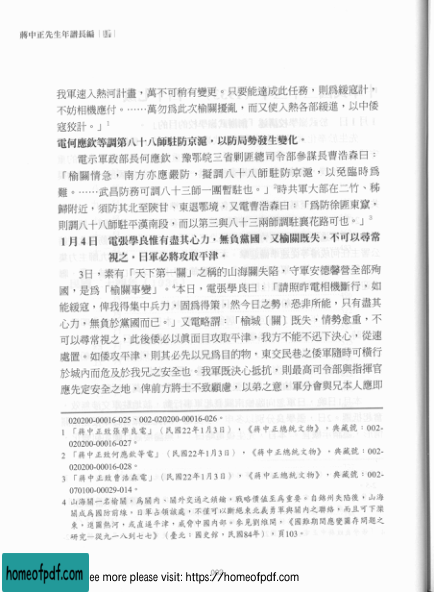 蔣中正先生年譜長編
我軍速入熱河計畫，萬不可稍有變更。只要能達成此任務，則為緩寇計，
不妨相機應付。……萬勿為此次榆關擾亂，而又使入熱各部緩進，以中倭
寇狡計。」
電何應欽等調第八十八師駐防京滬，以防局勢發生變化。
電示軍政部長何應欽、豫鄂皖三省剿匪總司令部參謀長曹浩森曰：
「榆關情急，南方亦應嚴防，擬調八十八師駐防京滬，以免臨時為
難。……武昌防務可調八十三師一團暫駐也。」2時共軍大部在二竹、秭
歸附近，須防其北至陝甘、東退鄂境，又電曹浩森曰：「為防徐匪東竄，
則調八十八師駐平漢南段，而以第三與八十三兩師調駐襄花路可也。」3
1月4日　電張學良惟有盡其心力，無負黨國，又榆關既失，不可以尋常
視之，日軍必將攻取平津。
3日，素有「天下第一關」之稱的山海關失陷，守軍安德馨營全部殉
國，是為「榆關事變」。4本日，電張學良曰：「請照昨電相機斷行，如
能緩寇，俾我得集中兵力，固為得策，然今日之勢，恐非所能，只有盡其
心力，無負於黨國而已。」又電略謂：「榆城〔關〕既失，情勢愈重，不
可以尋常視之，此後倭必以真面目攻取平津，我方不能不迅下決心，從速
處置。如倭攻平津，則其必先以兄為目的物，東交民巷之倭軍隨時可橫行
於城內而危及於我兄之安全也。我軍既決心抵抗，則最高司令部與指揮官
應先定安全之地，俾前方將士不致顧慮，以弟之意，軍分會與兄本人應即
020200-00016-025、002-020200-00016-026。
1 「蔣中正致張學良電」（民國22年1月3日），《蔣中正總統文物》，典藏號：002-
020200-00016-027。
2 「蔣中正致何應欽電」（民國22年1月3日），《蔣中正總統文物》，典藏號：002-
020200-00016-028。
3 「蔣中正致曹浩森電」（民國22年1月3日），《蔣中正總統文物》，典藏號：002-
070100-00029-014。
4 山海關一名榆關，為關內、關外交通之鎖鑰，戰略價值至為重要。自錦州失陷後，山海
關成為國防前線。日軍占領該處，不僅可以斷絕東北義勇軍與關內之聯絡，而且可下灤
東，進圖熱河，或直逼平津，威脅中國內部。參見劉維開，《國難期間應變圖存問題之
研究－從九一八到七七》（臺北：國史館，民國84年），頁103。
homeofpdf.com
ee more please visit: https://homeofpdf.com